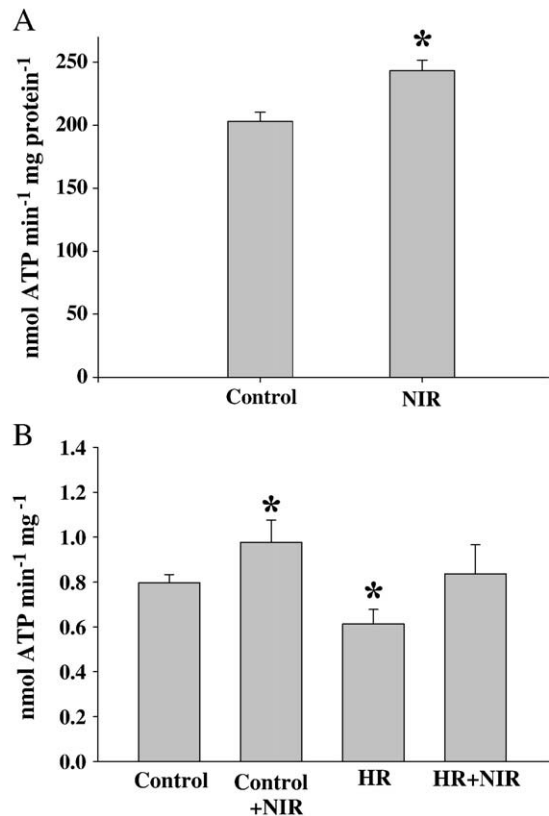 A
nmol ATP min⁻¹ mg protein⁻¹
250
200
150
100
50
0
*
Control
NIR
B
nmol ATP min⁻¹ mg⁻¹
1.4
1.2
1.0
0.8
0.6
0.4
0.2
0.0
*
*
Control
Control
+NIR
HR
HR+NIR